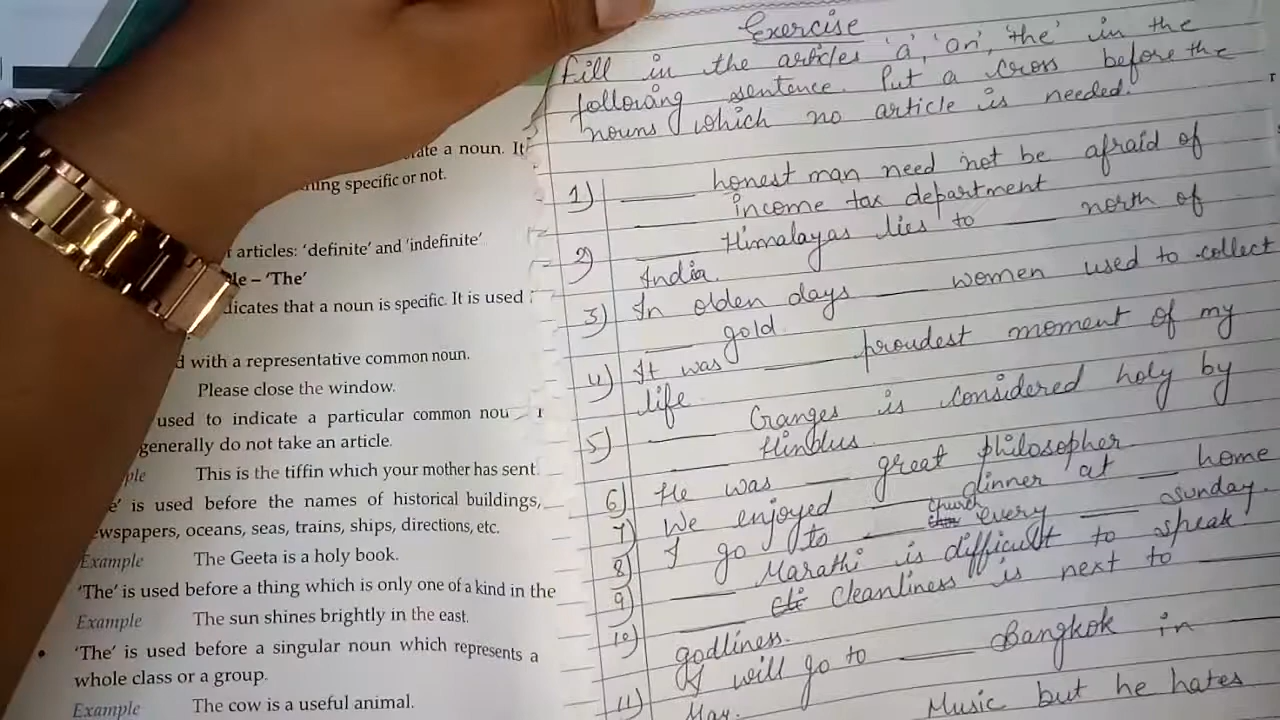 ate a noun. It
ning specific or not.
articles: 'definite' and 'indefinite'
le – 'The'
dicates that a noun is specific. It is used
d with a representative common noun.
Please close the window.
used to indicate a particular common nou
generally do not take an article.
ple This is the tiffin which your mother has sent.
e' is used before the names of historical buildings,
ewspapers, oceans, seas, trains, ships, directions, etc.
Example The Geeta is a holy book.
'The' is used before a thing which is only one of a kind in the
Example The sun shines brightly in the east.
• 'The' is used before a singular noun which represents a
whole class or a group.
Example The cow is a useful animal.
Exercise
Fill in the articles 'a', 'an', 'the' in the
following sentence. Put a cross before the
nouns which no article is needed.
1) ____ honest man need not be afraid of
____ income tax department
2) ____ Himalayas lies to ____ north of
India.
3) In olden days ____ women used to collect
____ gold.
4) It was ____ proudest moment of my
life.
5) ____ Ganges is considered holy by
____ Hindus.
6) He was ____ great philosopher
7) We enjoyed ____ dinner at ____ home
8) I go to ____ church every ____ sunday.
9) ____ Marathi is difficult to speak.
10) ____ Cleanliness is next to ____
godliness.
11) I will go to ____ Bangkok in
May.
Music but he hates